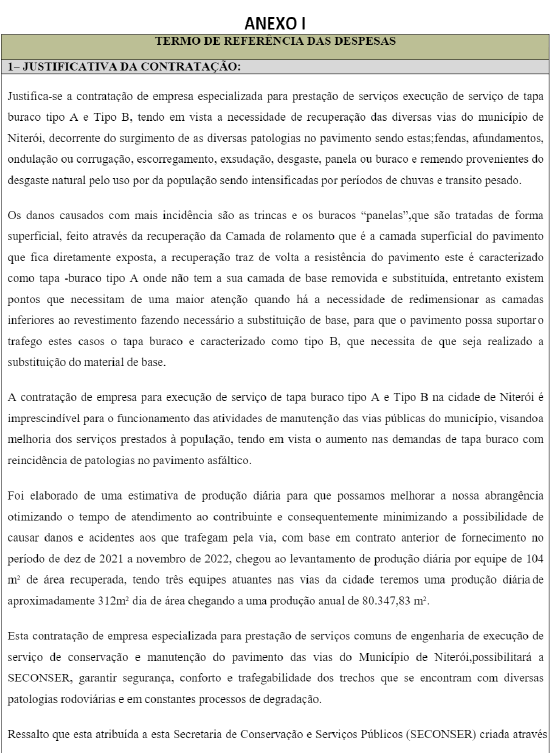 ANEXO I
TERMO DE REFERÊNCIA DAS DESPESAS
1– JUSTIFICATIVA DA CONTRATAÇÃO:
Justifica-se a contratação de empresa especializada para prestação de serviços execução de serviço de tapa
buraco tipo A e Tipo B, tendo em vista a necessidade de recuperação das diversas vias do município de
Niterói, decorrente do surgimento de as diversas patologias no pavimento sendo estas;fendas, afundamentos,
ondulação ou corrugação, escorregamento, exsudação, desgaste, panela ou buraco e remendo provenientes do
desgaste natural pelo uso por da população sendo intensificadas por períodos de chuvas e transito pesado.
Os danos causados com mais incidência são as trincas e os buracos “panelas”,que são tratadas de forma
superficial, feito através da recuperação da Camada de rolamento que é a camada superficial do pavimento
que fica diretamente exposta, a recuperação traz de volta a resistência do pavimento este é caracterizado
como tapa -buraco tipo A onde não tem a sua camada de base removida e substituída, entretanto existem
pontos que necessitam de uma maior atenção quando há a necessidade de redimensionar as camadas
inferiores ao revestimento fazendo necessário a substituição de base, para que o pavimento possa suportar o
trafego estes casos o tapa buraco e caracterizado como tipo B, que necessita de que seja realizado a
substituição do material de base.
A contratação de empresa para execução de serviço de tapa buraco tipo A e Tipo B na cidade de Niterói é
imprescindível para o funcionamento das atividades de manutenção das vias públicas do município, visandoa
melhoria dos serviços prestados à população, tendo em vista o aumento nas demandas de tapa buraco com
reincidência de patologias no pavimento asfáltico.
Foi elaborado de uma estimativa de produção diária para que possamos melhorar a nossa abrangência
otimizando o tempo de atendimento ao contribuinte e consequentemente minimizando a possibilidade de
causar danos e acidentes aos que trafegam pela via, com base em contrato anterior de fornecimento no
período de dez de 2021 a novembro de 2022, chegou ao levantamento de produção diária por equipe de 104
m² de área recuperada, tendo três equipes atuantes nas vias da cidade teremos uma produção diária de
aproximadamente 312m² dia de área chegando a uma produção anual de 80.347,83 m².
Esta contratação de empresa especializada para prestação de serviços comuns de engenharia de execução de
serviço de conservação e manutenção do pavimento das vias do Município de Niterói,possibilitará a
SECONSER, garantir segurança, conforto e trafegabilidade dos trechos que se encontram com diversas
patologias rodoviárias e em constantes processos de degradação.
Ressalto que esta atribuída a esta Secretaria de Conservação e Serviços Públicos (SECONSER) criada através